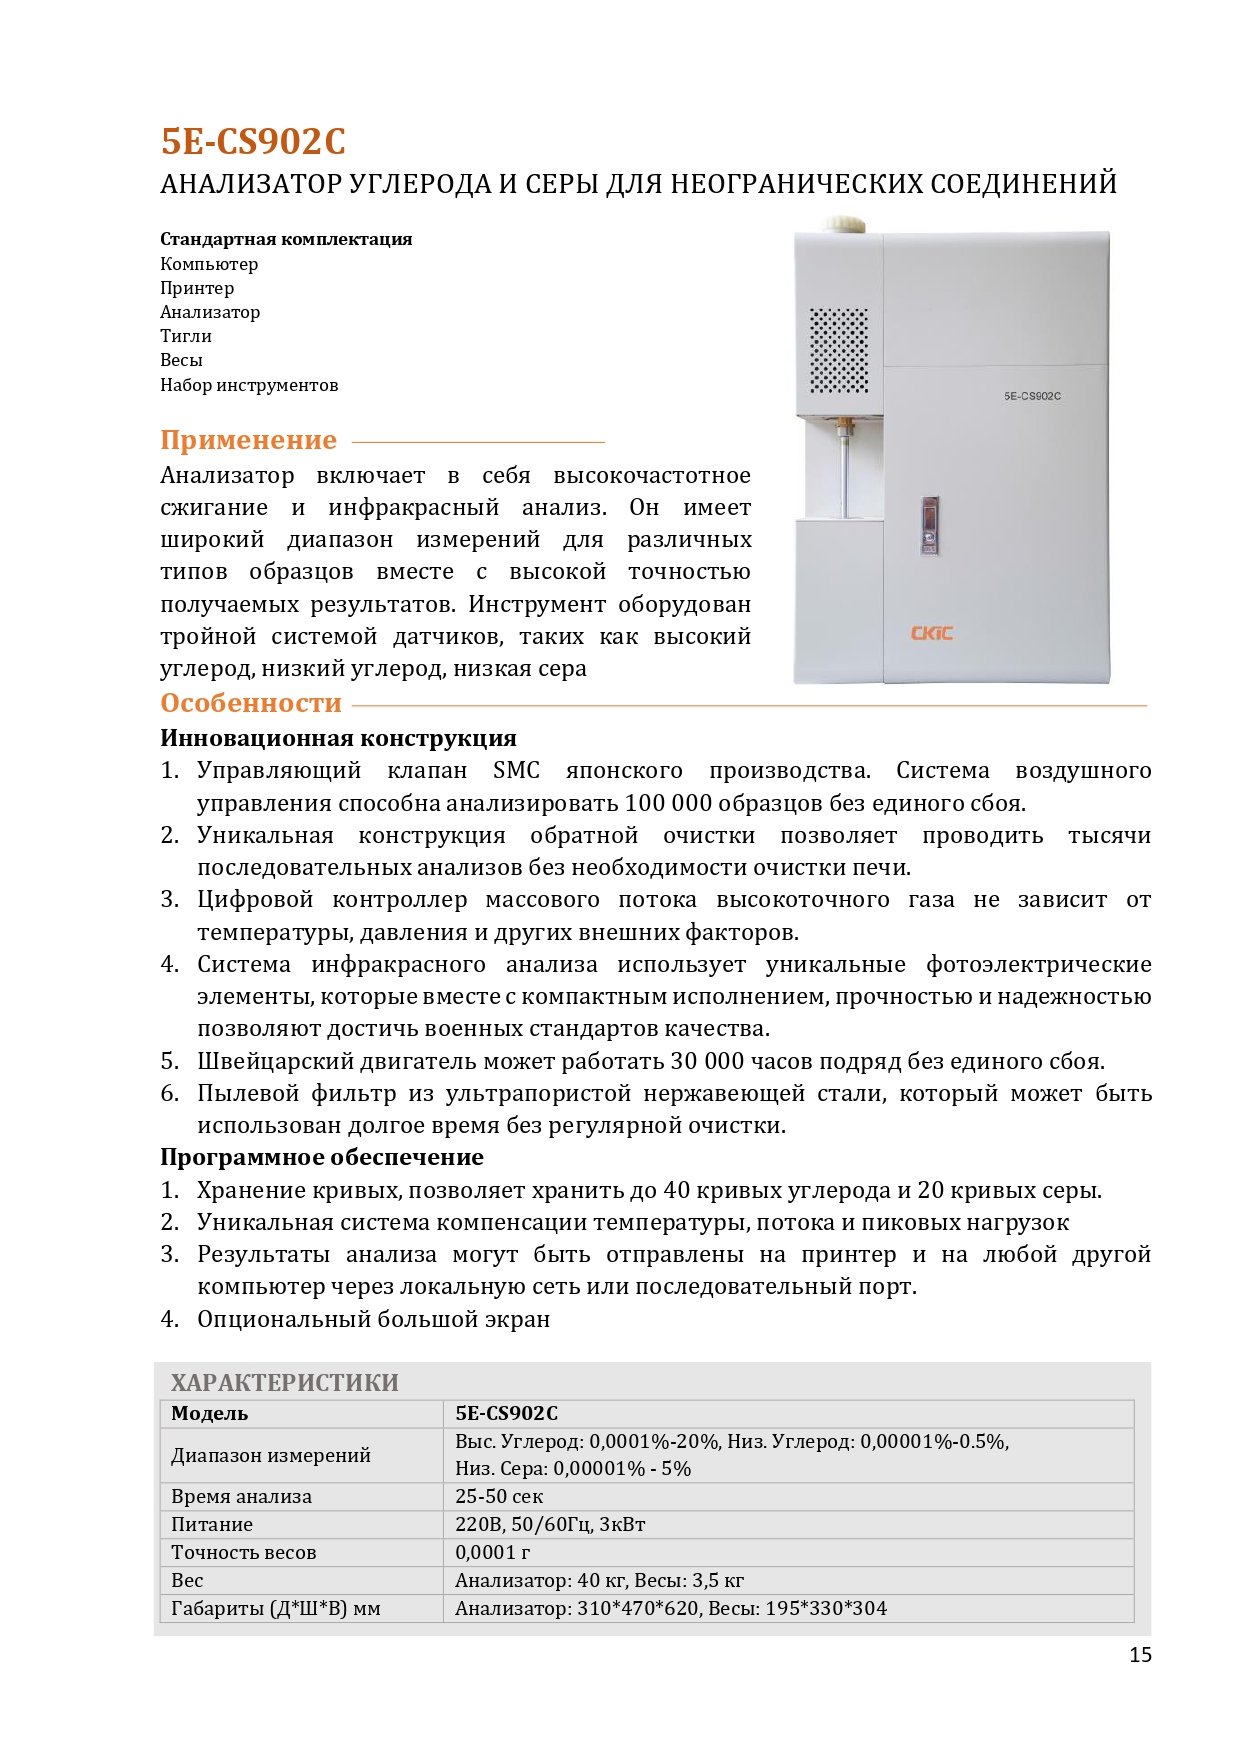 5E-CS902C
АНАЛИЗАТОР УГЛЕРОДА И СЕРЫ ДЛЯ НЕОГРАНИЧЕСКИХ СОЕДИНЕНИЙ
Стандартная комплектация
Компьютер
Принтер
Анализатор
Тигли
Весы
Набор инструментов
5E-CS902C
CKIC
Применение
Анализатор включает в себя высокочастотное
сжигание и инфракрасный анализ. Он имеет
широкий диапазон измерений для различных
типов образцов вместе с высокой точностью
получаемых результатов. Инструмент оборудован
тройной системой датчиков, таких как высокий
углерод, низкий углерод, низкая сера
Особенности
Инновационная конструкция
1. Управляющий клапан SMC японского производства. Система воздушного
управления способна анализировать 100 000 образцов без единого сбоя.
2. Уникальная конструкция обратной очистки позволяет проводить тысячи
последовательных анализов без необходимости очистки печи.
3. Цифровой контроллер массового потока высокоточного газа не зависит от
температуры, давления и других внешних факторов.
4. Система инфракрасного анализа использует уникальные фотоэлектрические
элементы, которые вместе с компактным исполнением, прочностью и надежностью
позволяют достичь военных стандартов качества.
5. Швейцарский двигатель может работать 30 000 часов подряд без единого сбоя.
6. Пылевой фильтр из ультрапористой нержавеющей стали, который может быть
использован долгое время без регулярной очистки.
Программное обеспечение
1. Хранение кривых, позволяет хранить до 40 кривых углерода и 20 кривых серы.
2. Уникальная система компенсации температуры, потока и пиковых нагрузок
3. Результаты анализа могут быть отправлены на принтер и на любой другой
компьютер через локальную сеть или последовательный порт.
4. Опциональный большой экран
ХАРАКТЕРИСТИКИ
Модель 5E-CS902C
Диапазон измерений Выс. Углерод: 0,0001%-20%, Низ. Углерод: 0,00001%-0.5%,
Низ. Сера: 0,00001% - 5%
Время анализа 25-50 сек
Питание 220В, 50/60Гц, 3кВт
Точность весов 0,0001 г
Вес Анализатор: 40 кг, Весы: 3,5 кг
Габариты (Д*Ш*В) мм Анализатор: 310*470*620, Весы: 195*330*304
15